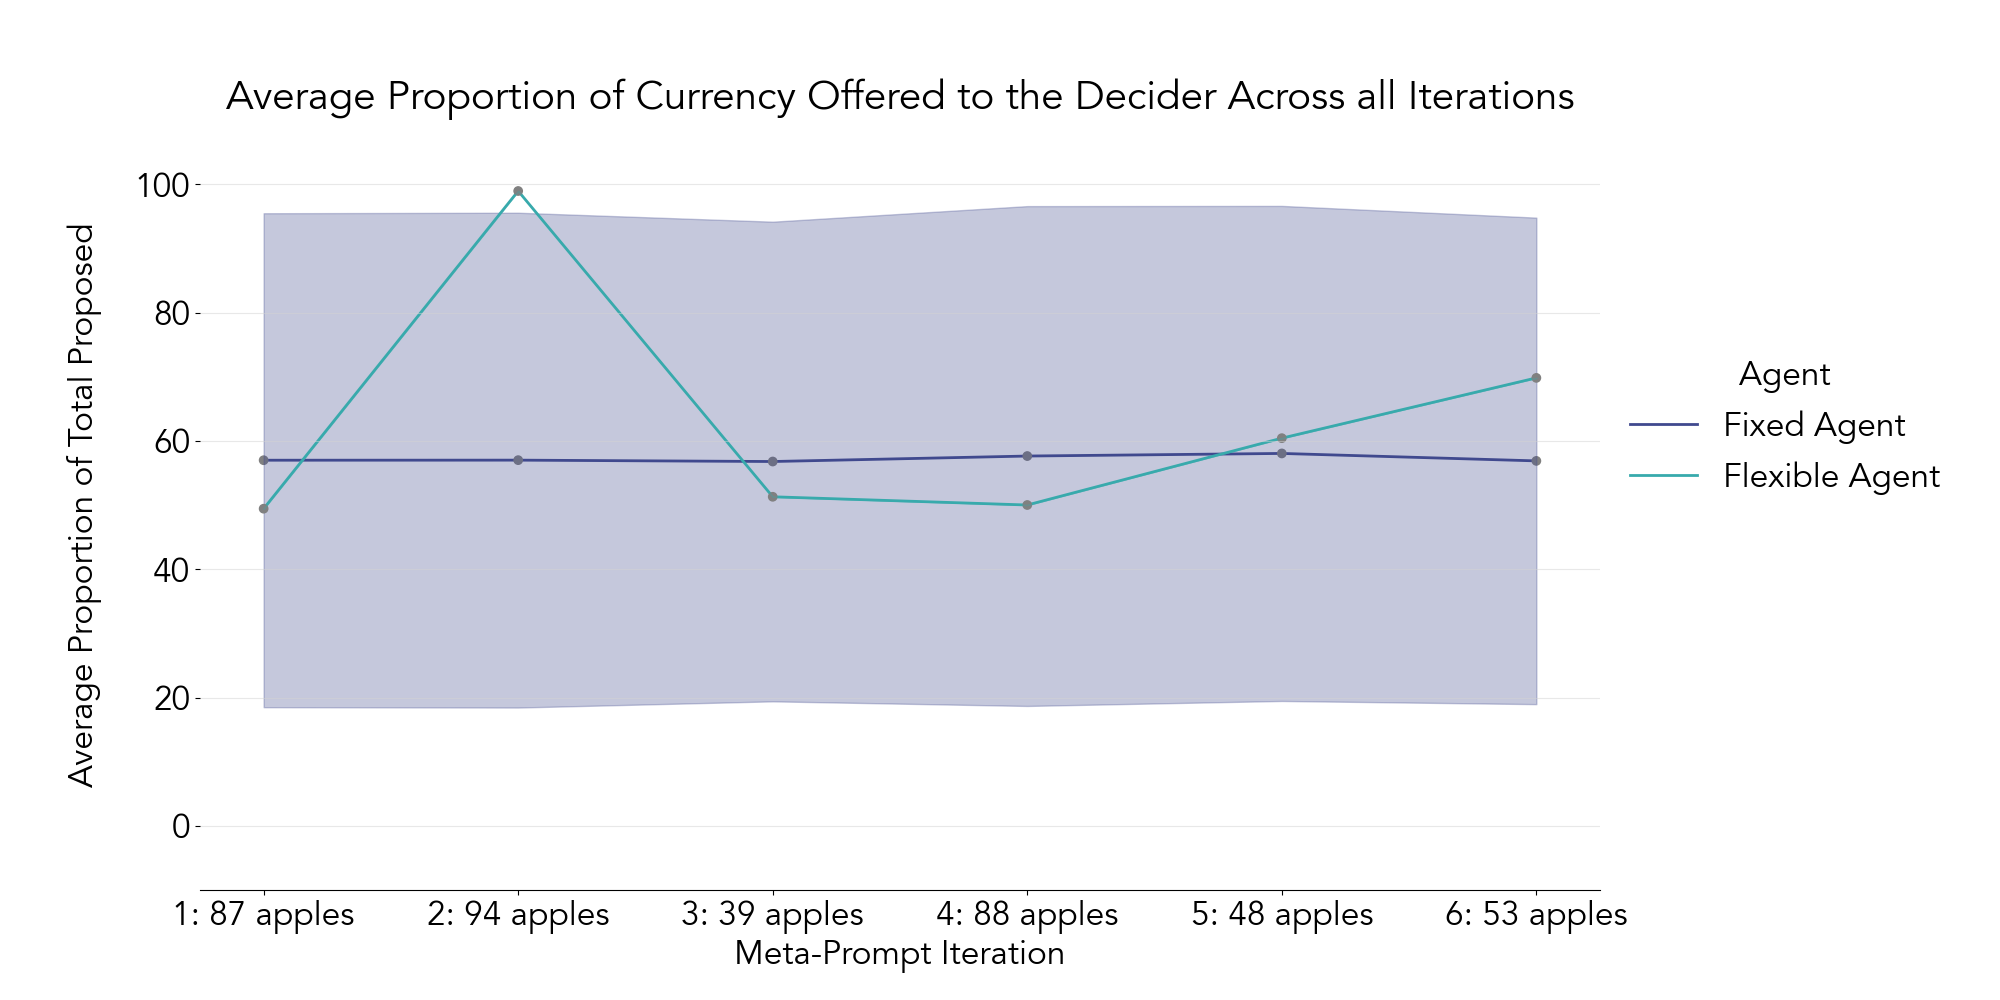 Average Proportion of Currency Offered to the Decider Across all Iterations
Average Proportion of Total Proposed
100
80
60
40
20
0
1: 87 apples
2: 94 apples
3: 39 apples
4: 88 apples
5: 48 apples
6: 53 apples
Meta-Prompt Iteration
Agent
Fixed Agent
Flexible Agent